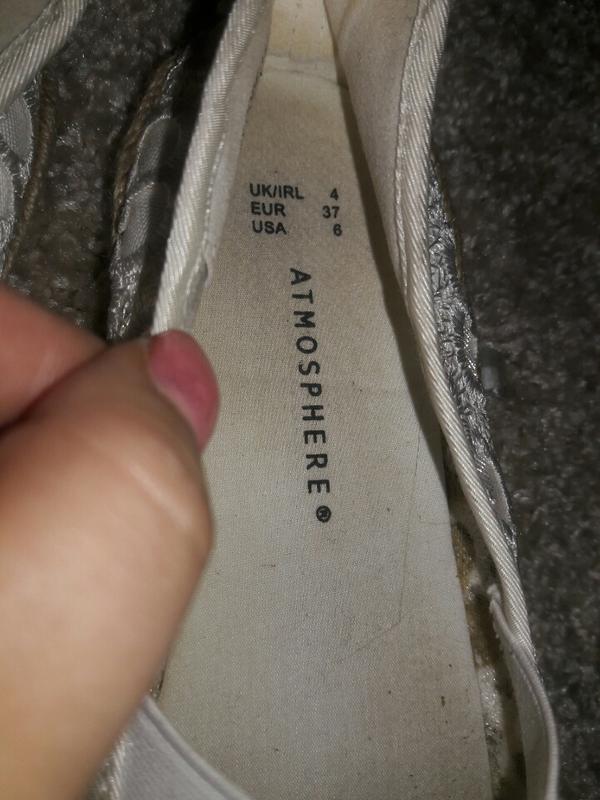 UK/IRL 4
EUR 37
USA 6
ATMOSPHERE®